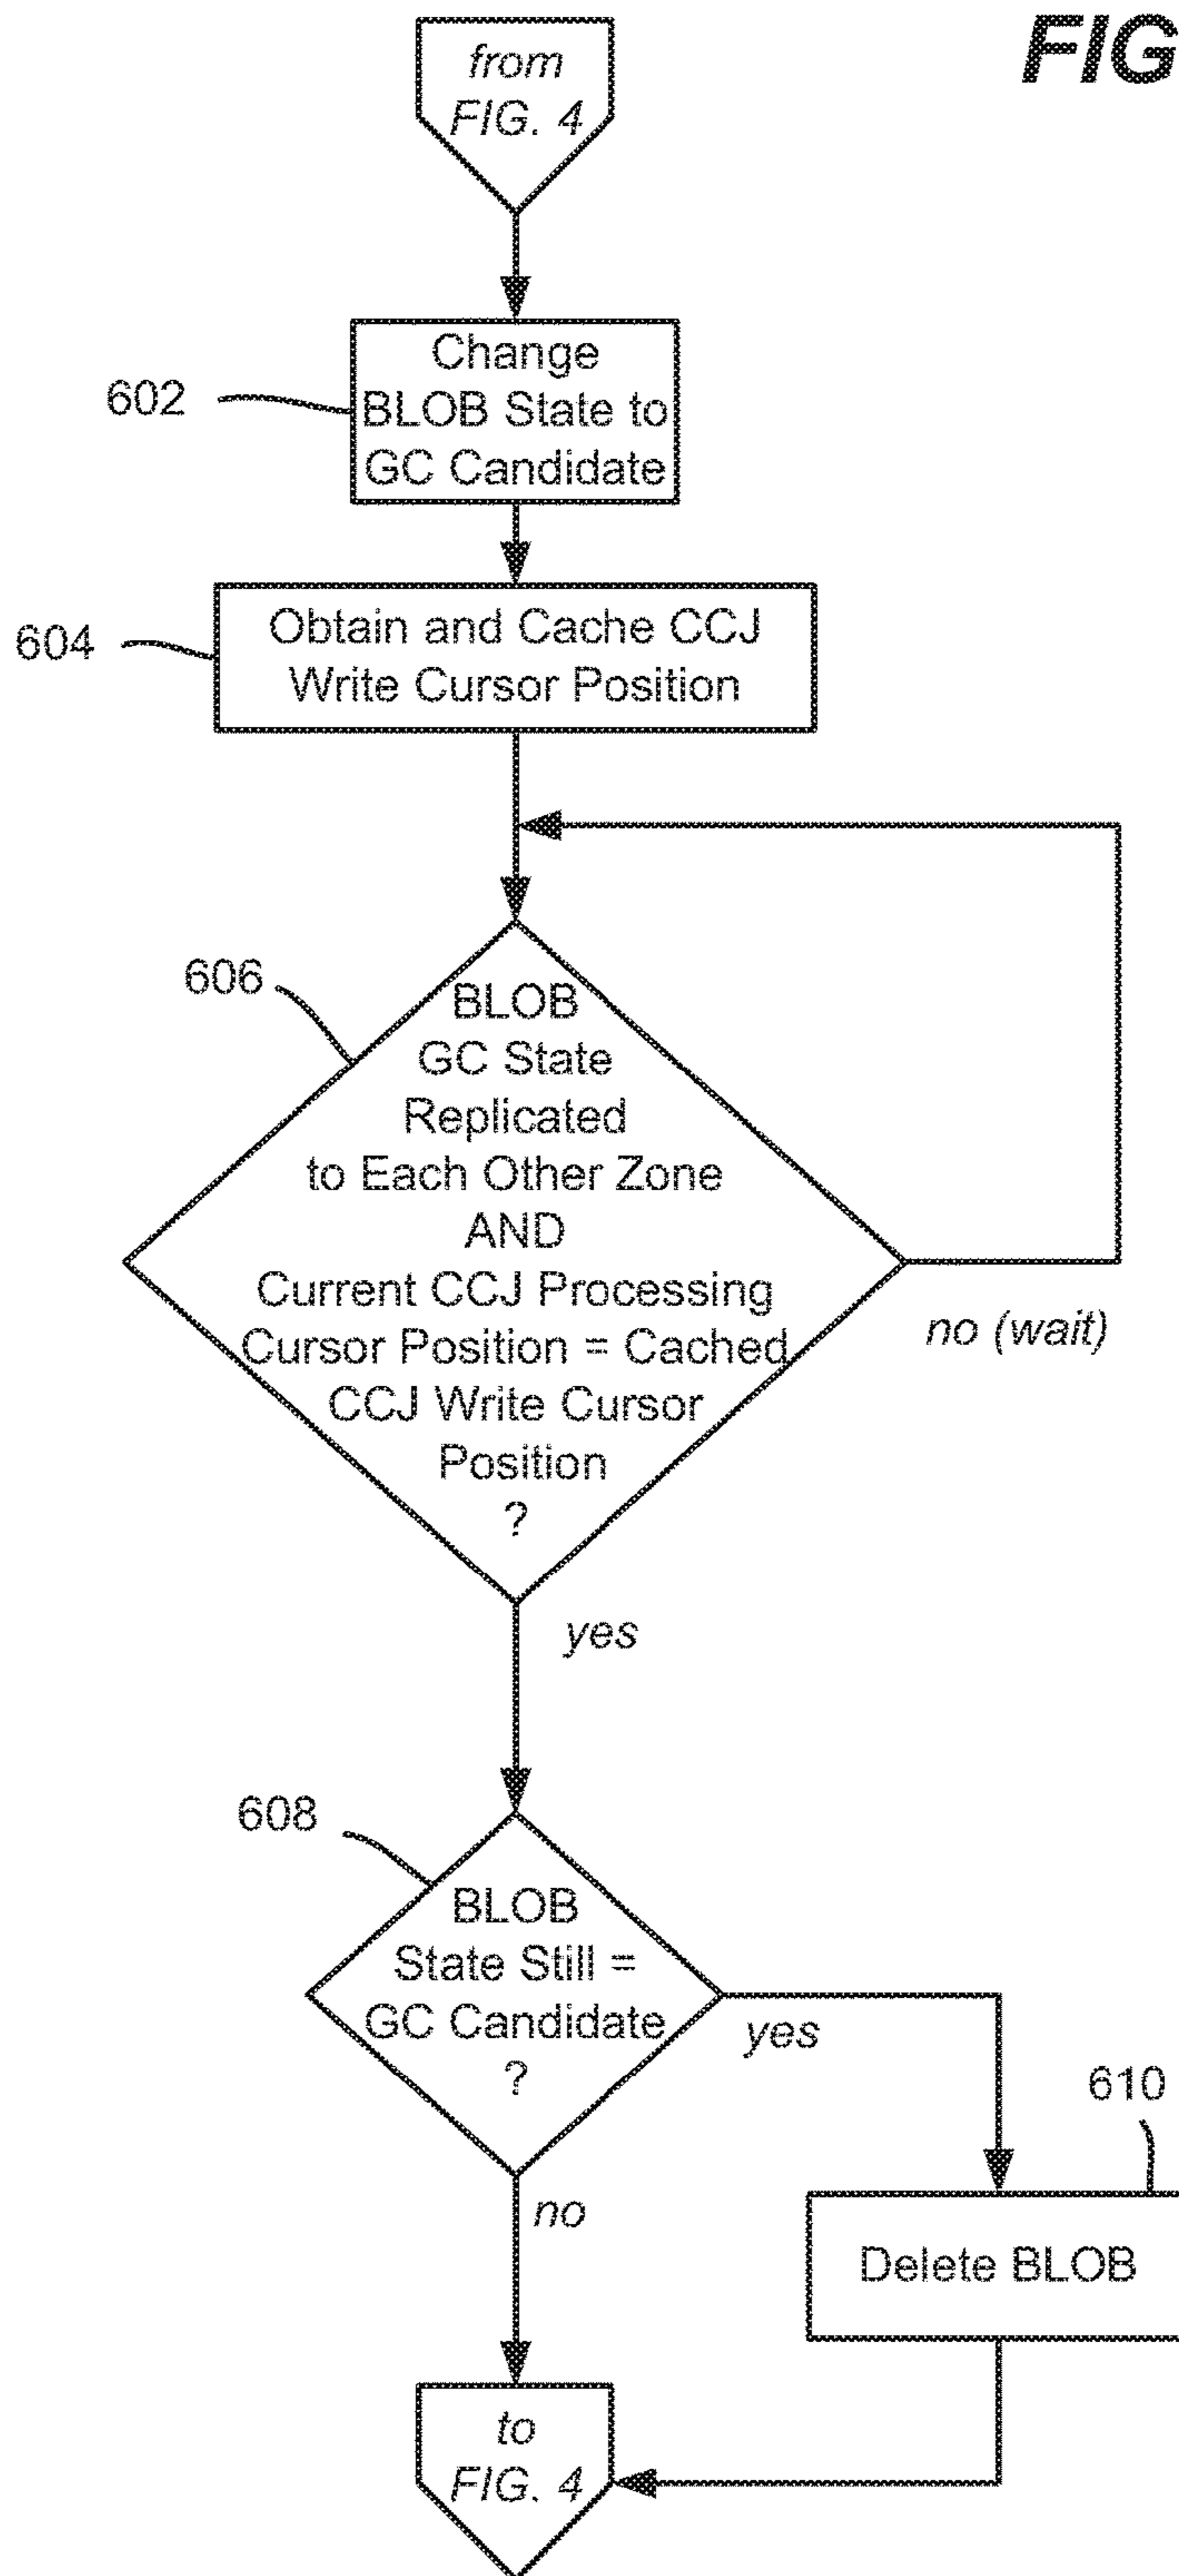 FIG
from
FIG. 4
602
Change
BLOB State to
GC Candidate
604
Obtain and Cache CCJ
Write Cursor Position
606
BLOB
GC State
Replicated
to Each Other Zone
AND
Current CCJ Processing
Cursor Position = Cached
CCJ Write Cursor
Position
?
no (wait)
yes
608
BLOB
State Still =
GC Candidate
?
yes
610
no
Delete BLOB
to
FIG. 4